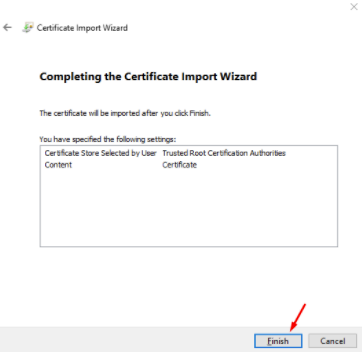 Certificate Import Wizard
Completing the Certificate Import Wizard
The certificate will be imported after you click Finish.
You have specified the following settings:
Certificate Store Selected by User Trusted Root Certification Authorities
Content Certificate
Finish Cancel